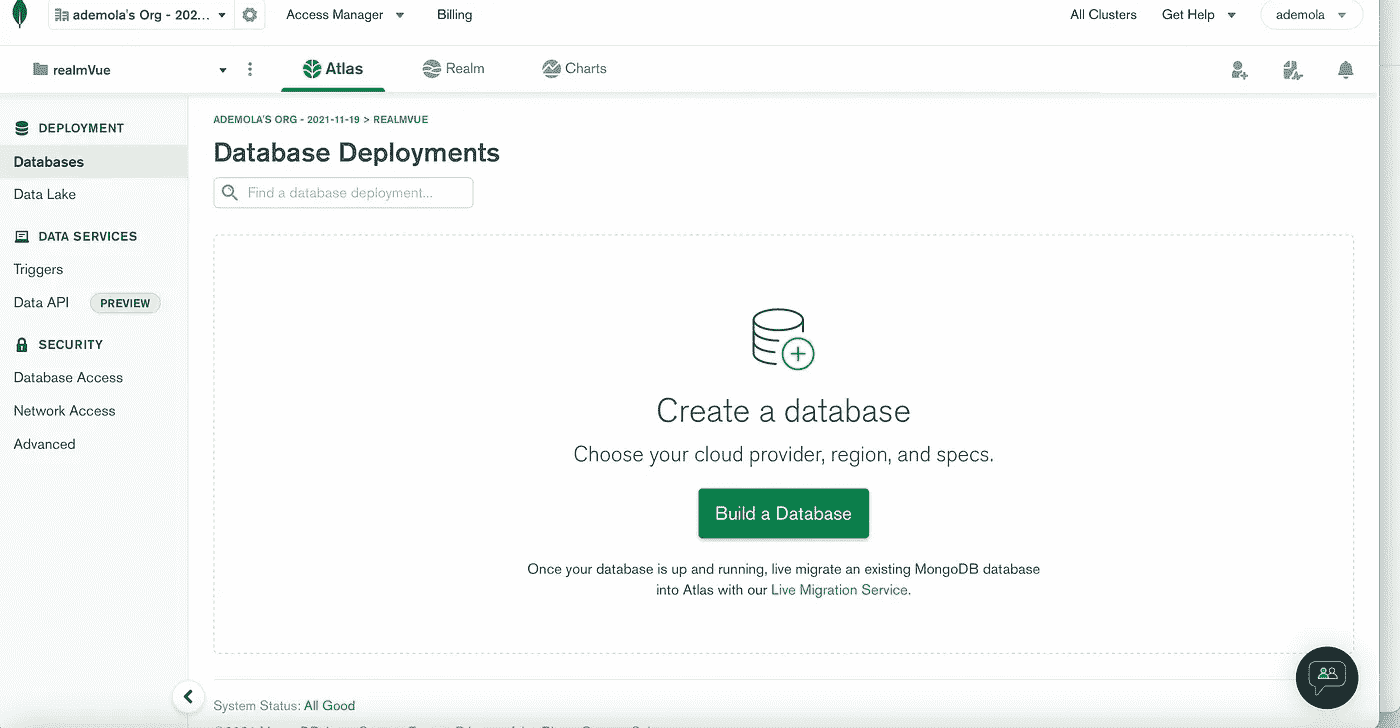 ademola's Org - 202...
Access Manager
Billing
All Clusters
Get Help
ademola
realmVue
Atlas
Realm
Charts
DEPLOYMENT
Databases
Data Lake
DATA SERVICES
Triggers
Data API PREVIEW
SECURITY
Database Access
Network Access
Advanced
ADEMOLA'S ORG - 2021-11-19 > REALMVUE
Database Deployments
Find a database deployment...
Create a database
Choose your cloud provider, region, and specs.
Build a Database
Once your database is up and running, live migrate an existing MongoDB database
into Atlas with our Live Migration Service.
System Status: All Good